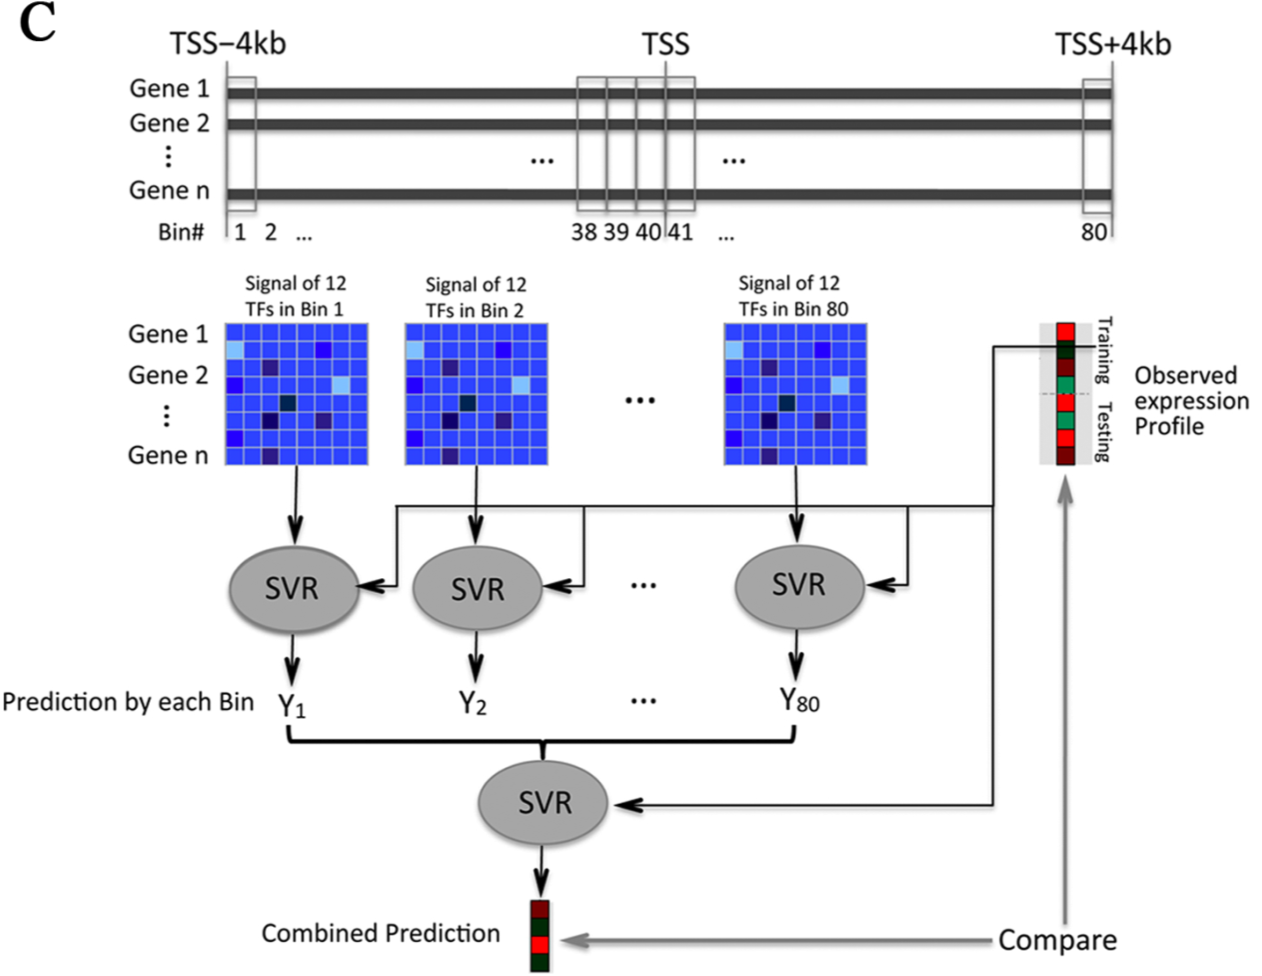 C
TSS−4kb TSS TSS+4kb
Gene 1
Gene 2
⋮
... ...
Gene n
Bin# 1 2 ... 38 39 40 41 ... 80
Signal of 12
TFs in Bin 1
Signal of 12
TFs in Bin 2
Signal of 12
TFs in Bin 80
Gene 1
Gene 2
⋮
...
Gene n
Training
Testing
Observed
expression
Profile
SVR SVR ... SVR
Prediction by each Bin Y1 Y2 ... Y80
SVR
Combined Prediction
Compare